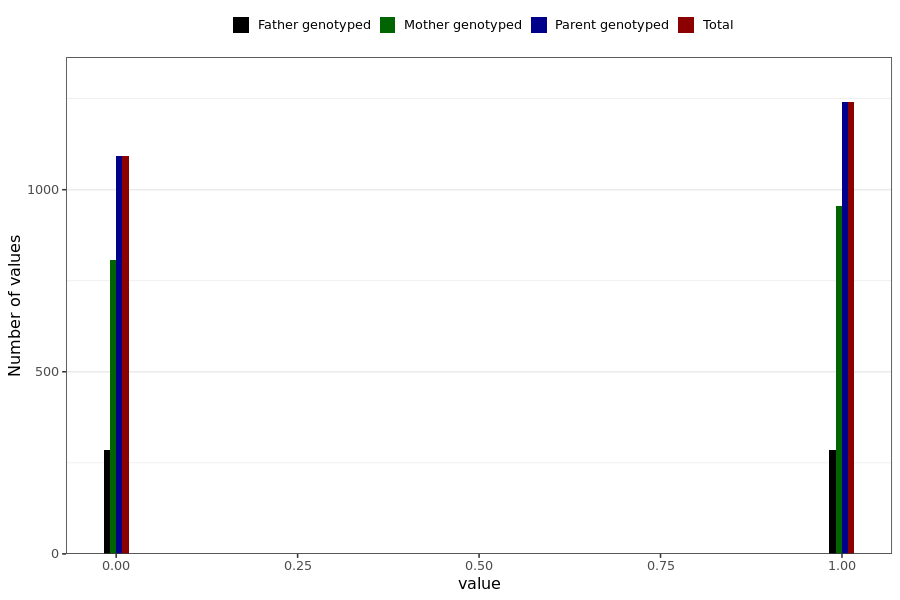 Father genotyped Mother genotyped Parent genotyped Total
Number of values
1000
500
0
0.00 0.25 0.50 0.75 1.00
value